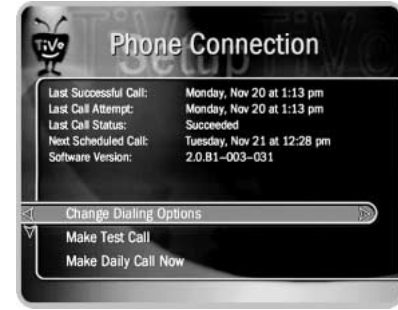 TiVo
Phone Connection
Last Successful Call: Monday, Nov 20 at 1:13 pm
Last Call Attempt: Monday, Nov 20 at 1:13 pm
Last Call Status: Succeeded
Next Scheduled Call: Tuesday, Nov 21 at 12:28 pm
Software Version: 2.0.B1-003-031
Change Dialing Options
Make Test Call
Make Daily Call Now